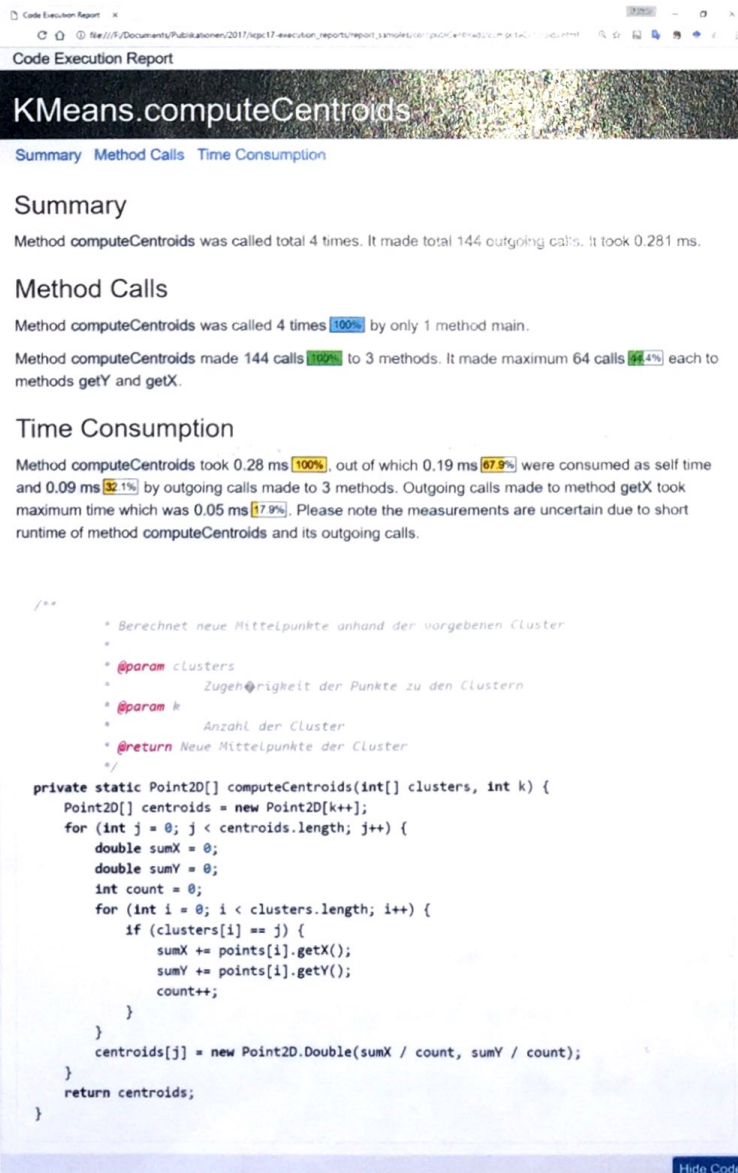 Code Execution Report
Code Execution Report
KMeans.computeCentroids
Summary Method Calls Time Consumption
Summary
Method computeCentroids was called total 4 times. It made total 144 outgoing calls. It took 0.281 ms.
Method Calls
Method computeCentroids was called 4 times 100% by only 1 method main.
Method computeCentroids made 144 calls 100% to 3 methods. It made maximum 64 calls 44.4% each to
methods getY and getX.
Time Consumption
Method computeCentroids took 0.28 ms 100%, out of which 0.19 ms 67.9% were consumed as self time
and 0.09 ms 32.1% by outgoing calls made to 3 methods. Outgoing calls made to method getX took
maximum time which was 0.05 ms 17.9%. Please note the measurements are uncertain due to short
runtime of method computeCentroids and its outgoing calls.
/**
* Berechnet neue Mittelpunkte anhand der vorgebenen Cluster
*
* @param clusters
* Zugeh�rigkeit der Punkte zu den Clustern
* @param k
* Anzahl der Cluster
* @return Neue Mittelpunkte der Cluster
*/
private static Point2D[] computeCentroids(int[] clusters, int k) {
Point2D[] centroids = new Point2D[k++];
for (int j = 0; j < centroids.length; j++) {
double sumX = 0;
double sumY = 0;
int count = 0;
for (int i = 0; i < clusters.length; i++) {
if (clusters[i] == j) {
sumX += points[i].getX();
sumY += points[i].getY();
count++;
}
}
centroids[j] = new Point2D.Double(sumX / count, sumY / count);
}
return centroids;
}
Hide Code